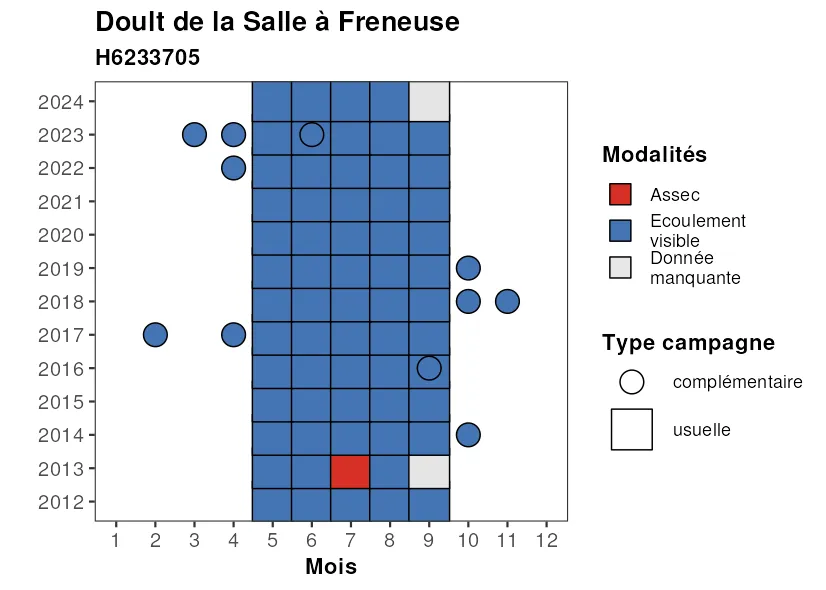 Doult de la Salle à Freneuse
H6233705
2024
2023
2022
2021
2020
2019
2018
2017
2016
2015
2014
2013
2012
1 2 3 4 5 6 7 8 9 10 11 12
Mois
Modalités
Assec
Ecoulement
visible
Donnée
manquante
Type campagne
complémentaire
usuelle